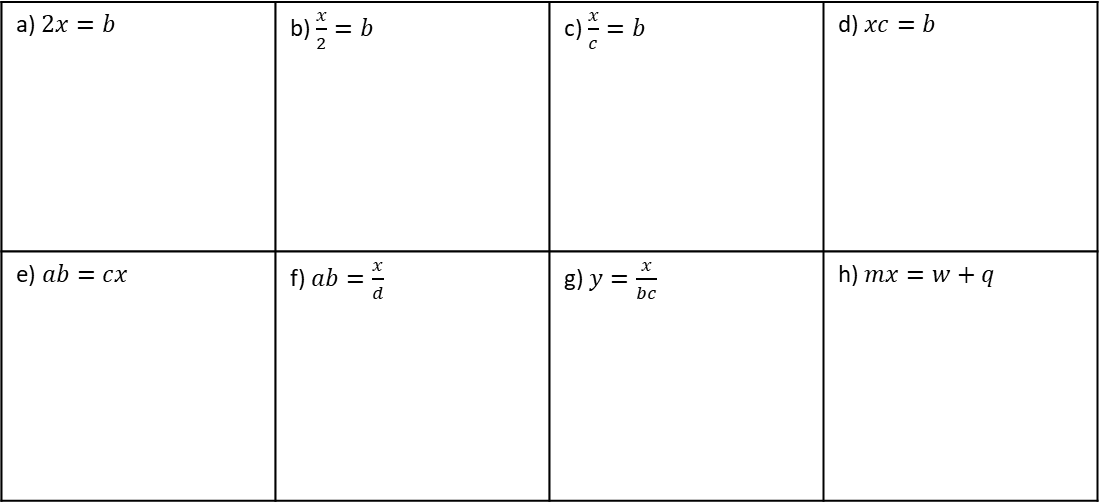 a) 2x = b
b) x/2 = b
c) x/c = b
d) xc = b
e) ab = cx
f) ab = x/d
g) y = x/bc
h) mx = w + q